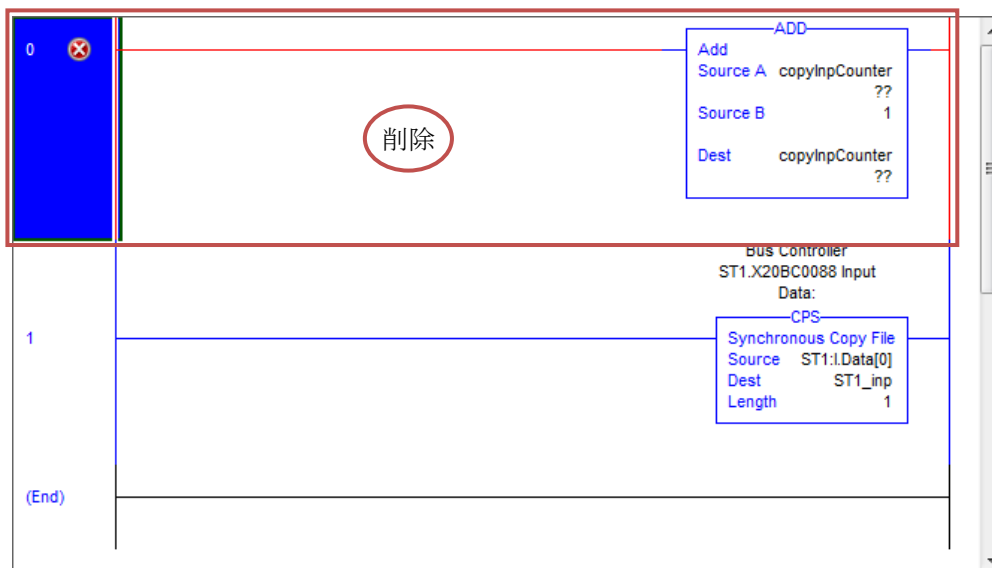 0
ADD
Add
Source A copyInpCounter
??
Source B 1
Dest copyInpCounter
??
削除
Bus Controller
ST1.X20BC0088 Input
Data:
CPS
1
Synchronous Copy File
Source ST1:I.Data[0]
Dest ST1_inp
Length 1
(End)